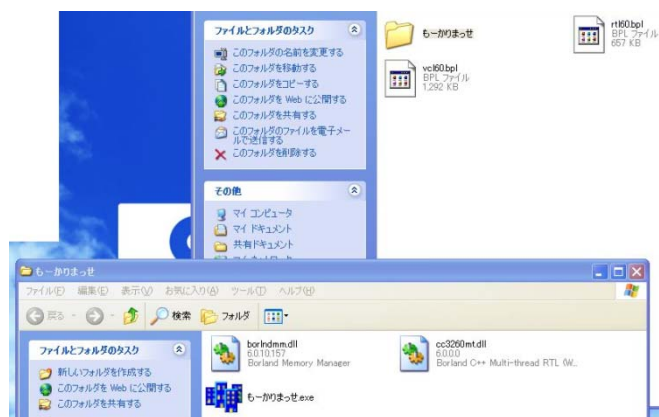 ファイルとフォルダのタスク
このフォルダの名前を変更する
このフォルダを移動する
このフォルダをコピーする
このフォルダを Web に公開する
このフォルダを共有する
このフォルダのファイルを電子メー
ルで送信する
このフォルダを削除する
その他
マイ コンピュータ
マイ ドキュメント
共有ドキュメント
もーかりまっせ
rtl60.bpl
BPL ファイル
657 KB
vcl60.bpl
BPL ファイル
1,292 KB
もーかりまっせ
ファイル(F) 編集(E) 表示(V) お気に入り(A) ツール(T) ヘルプ(H)
戻る 検索 フォルダ
ファイルとフォルダのタスク
新しいフォルダを作成する
このフォルダを Web に公開する
このフォルダを共有する
borlndmm.dll
6.0.10.157
Borland Memory Manager
cc3260mt.dll
6.0.0.0
Borland C++ Multi-thread RTL (W...
もーかりまっせ.exe